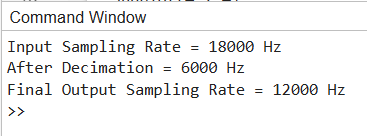 Command Window
Input Sampling Rate = 18000 Hz
After Decimation = 6000 Hz
Final Output Sampling Rate = 12000 Hz
>>